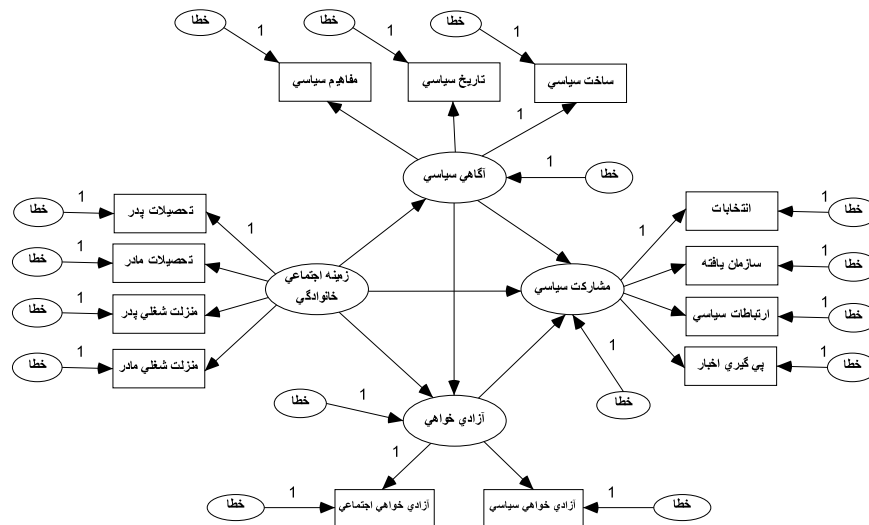 خطا
1
خطا
1
خطا
1
مفاهيم سياسي
تاريخ سياسي
ساخت سياسي
1
آگاهي سياسي
1
خطا
خطا
1
تحصيلات پدر
1
انتخابات
1
خطا
1
خطا
1
تحصيلات مادر
سازمان يافته
1
خطا
زمينه اجتماعي
خانوادگي
مشاركت سياسي
خطا
1
منزلت شغلي پدر
ارتباطات سياسي
1
خطا
خطا
1
منزلت شغلي مادر
1
پي گيري اخبار
1
خطا
خطا
1
آزادي خواهي
خطا
1
خطا
1
آزادي خواهي اجتماعي
آزادي خواهي سياسي
1
خطا